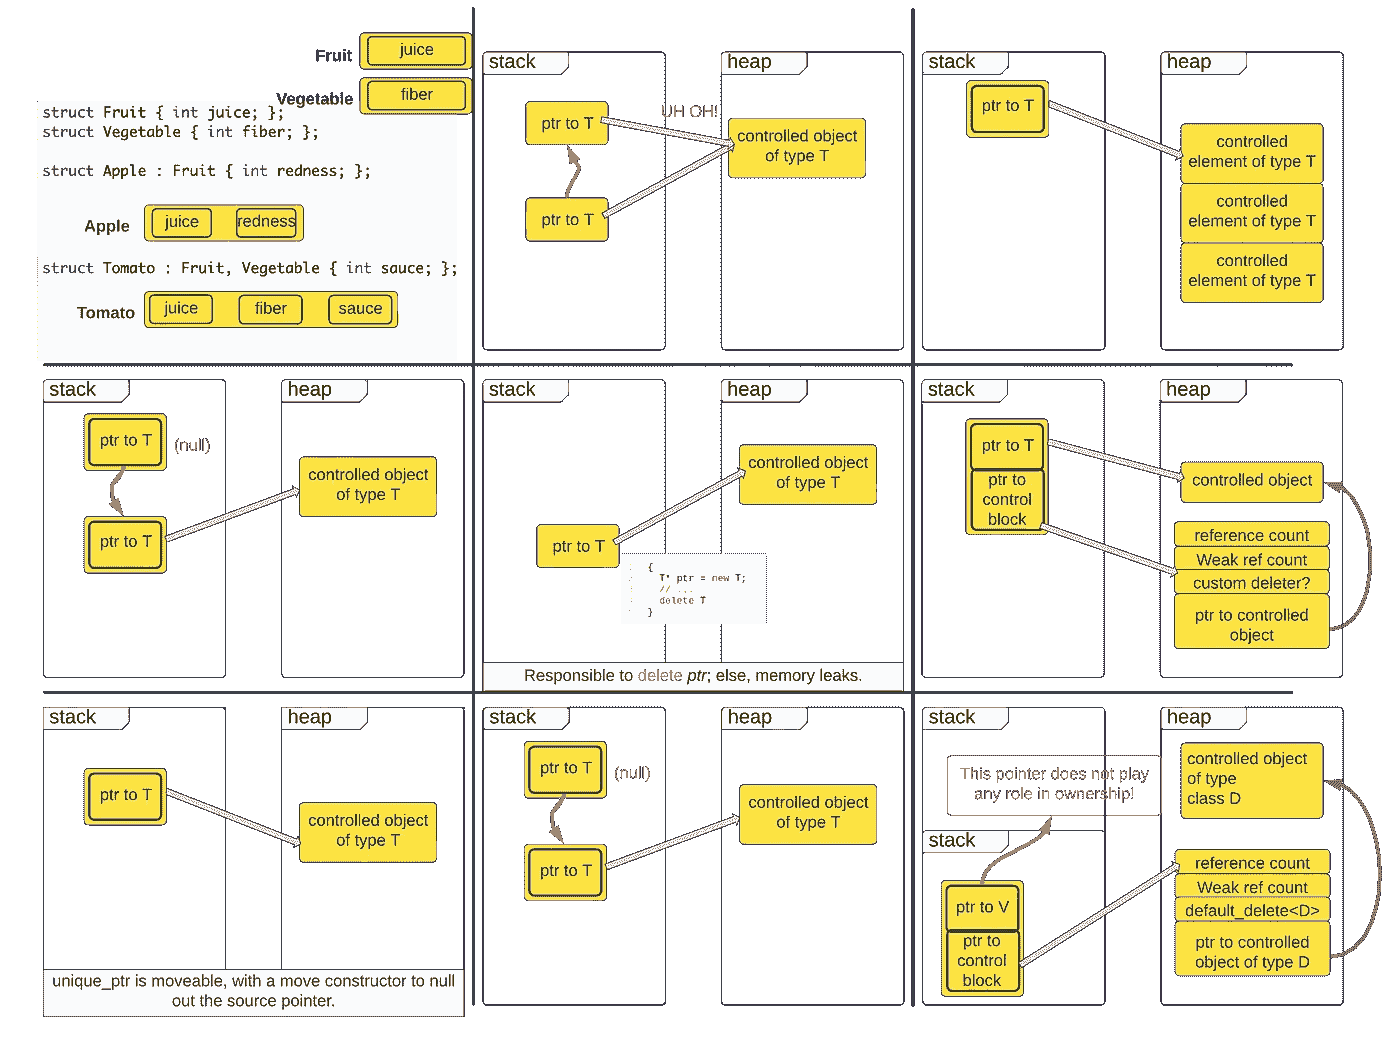 Fruit
juice
Vegetable
fiber
struct Fruit { int juice; };
struct Vegetable { int fiber; };
struct Apple : Fruit { int redness; };
Apple
juice
redness
struct Tomato : Fruit, Vegetable { int sauce; };
Tomato
juice
fiber
sauce
stack
heap
ptr to T
UH OH!
controlled object
of type T
ptr to T
stack
heap
ptr to T
controlled
element of type T
controlled
element of type T
controlled
element of type T
stack
heap
ptr to T
(null)
controlled object
of type T
ptr to T
stack
heap
controlled object
of type T
ptr to T
{
T* ptr = new T;
// ...
delete T
}
Responsible to delete ptr; else, memory leaks.
stack
heap
ptr to T
ptr to
control
block
controlled object
reference count
Weak ref count
custom deleter?
ptr to controlled
object
stack
heap
ptr to T
controlled object
of type T
unique_ptr is moveable, with a move constructor to null
out the source pointer.
stack
heap
ptr to T
(null)
controlled object
of type T
ptr to T
stack
heap
This pointer does not play
any role in ownership!
controlled object
of type
class D
stack
ptr to V
ptr to
control
block
reference count
Weak ref count
default_delete<D>
ptr to controlled
object of type D